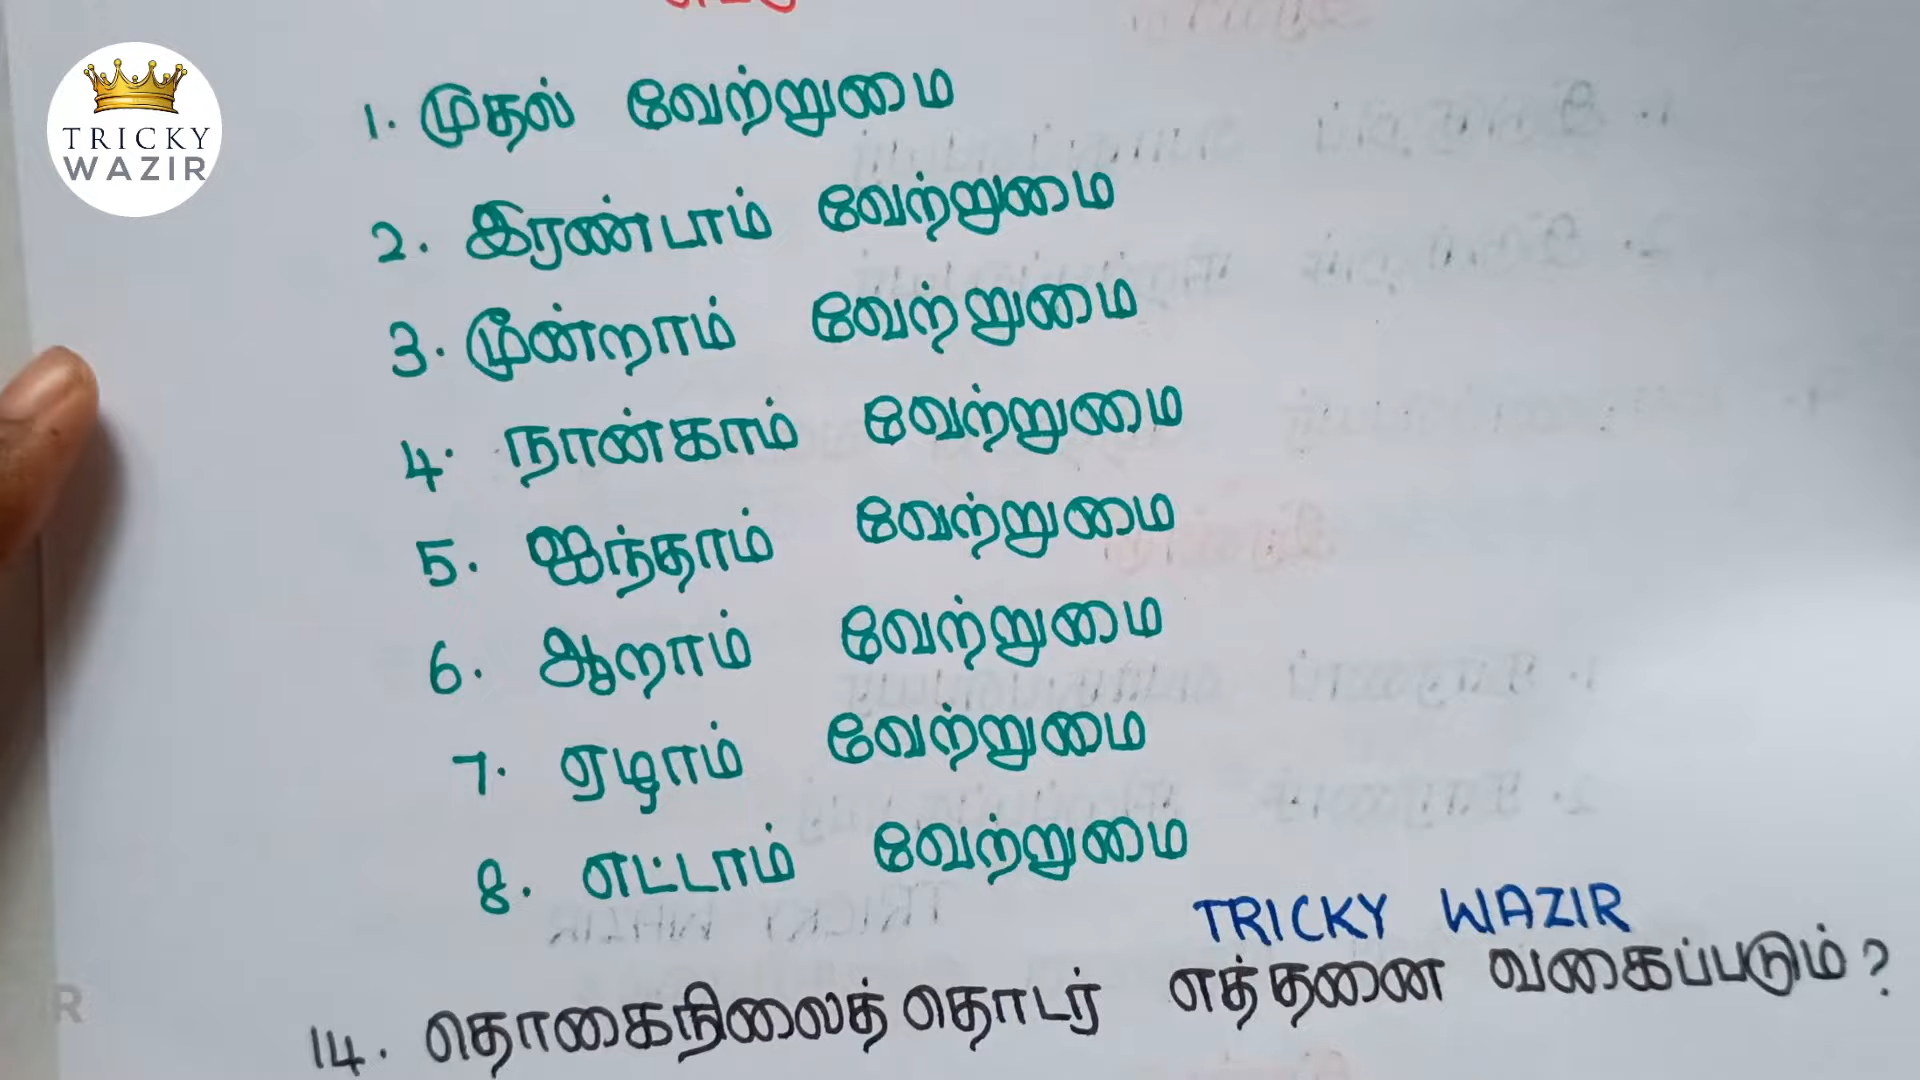 TRICKY
WAZIR
1. முதல் வேற்றுமை
2. இரண்பாம் வேற்றுமை
3. மூன்றாம் வேற்றுமை
4. நான்காம் வேற்றுமை
5. ஐந்தாம் வேற்றுமை
6. ஆறாம் வேற்றுமை
7. ஏழாம் வேற்றுமை
8. எட்டாம் வேற்றுமை
TRICKY WAZIR
14. தொகைநிலைத் தொடர் எத்தனை வகைப்படும்?